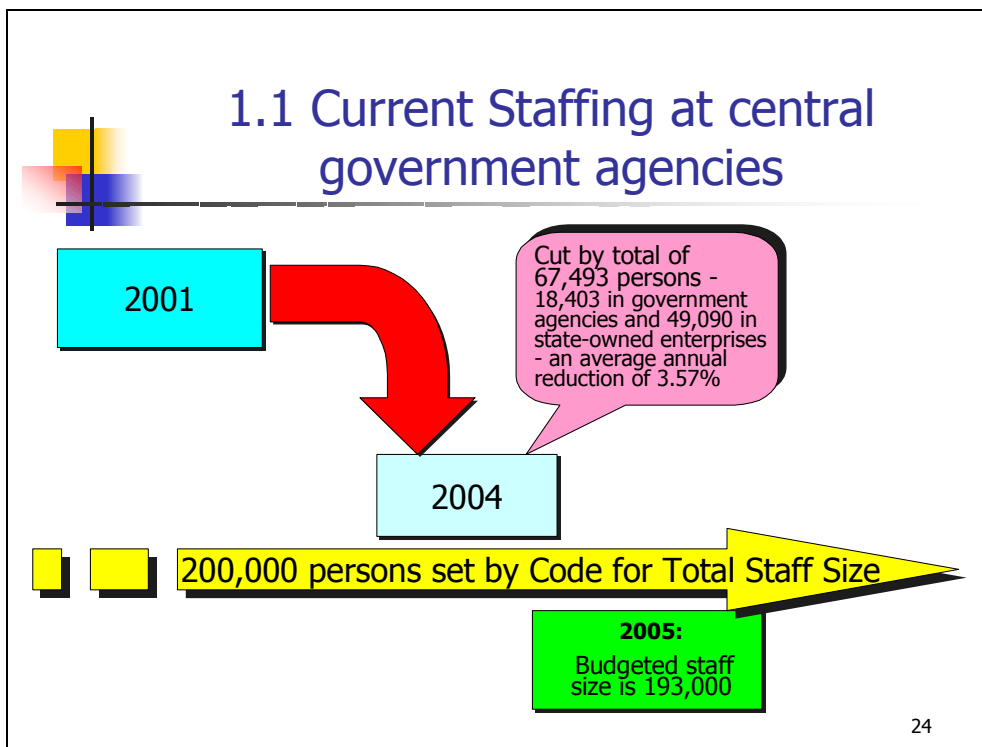 1.1 Current Staffing at central
government agencies
2001
Cut by total of
67,493 persons -
18,403 in government
agencies and 49,090 in
state-owned enterprises
- an average annual
reduction of 3.57%
2004
200,000 persons set by Code for Total Staff Size
2005:
Budgeted staff
size is 193,000
24